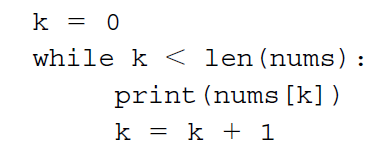 k = 0
while k < len(nums):
    print(nums[k])
    k = k + 1